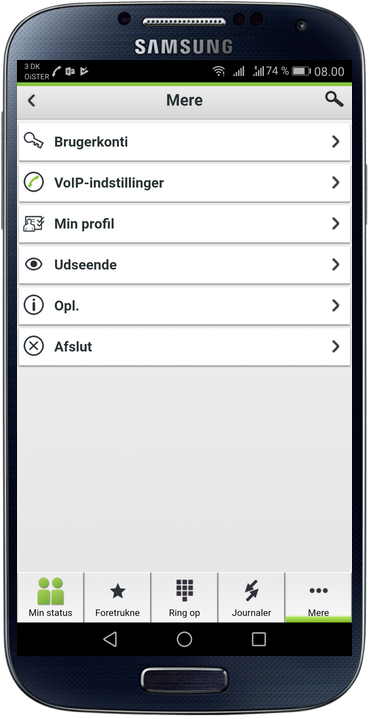 SAMSUNG
3 DK
OiSTER
74 % 08.00
Mere
Brugerkonti
VoIP-indstillinger
Min profil
Udseende
Opl.
Afslut
Min status Foretrukne Ring op Journaler Mere